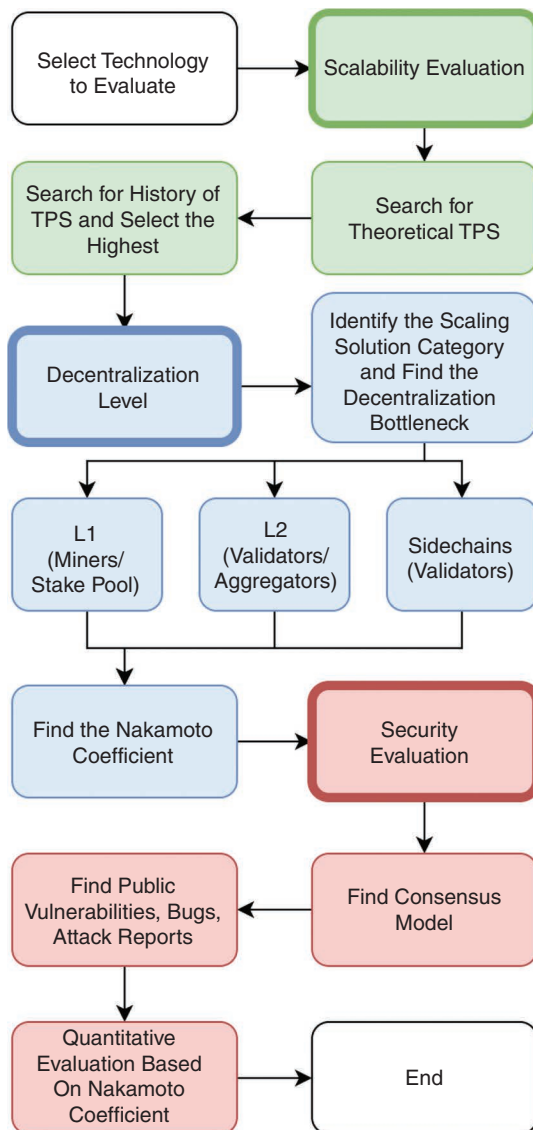 Select Technology
to Evaluate
Scalability Evaluation
Search for History of
TPS and Select the
Highest
Search for
Theoretical TPS
Decentralization
Level
Identify the Scaling
Solution Category
and Find the
Decentralization
Bottleneck
L1
(Miners/
Stake Pool)
L2
(Validators/
Aggregators)
Sidechains
(Validators)
Find the Nakamoto
Coefficient
Security
Evaluation
Find Public
Vulnerabilities, Bugs,
Attack Reports
Find Consensus
Model
Quantitative
Evaluation Based
On Nakamoto
Coefficient
End